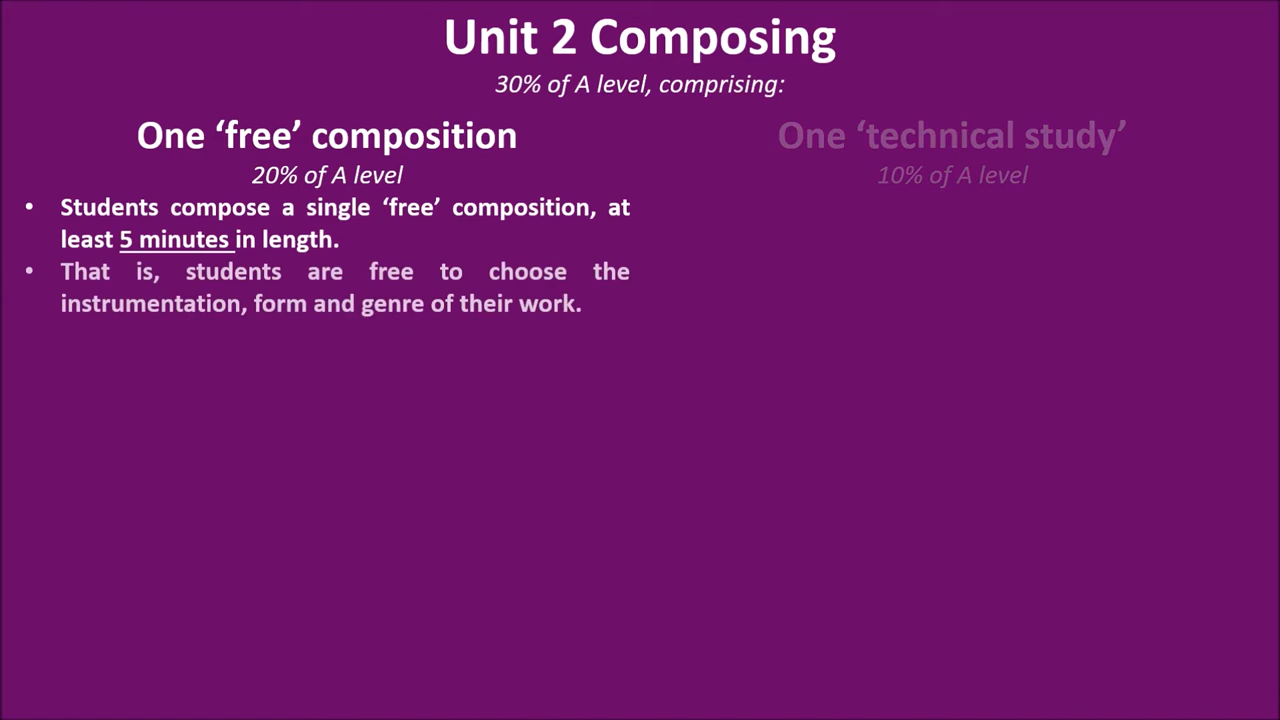 Unit 2 Composing
30% of A level, comprising:
One ‘free’ composition
20% of A level
• Students compose a single ‘free’ composition, at
least 5 minutes in length.
• That is, students are free to choose the
instrumentation, form and genre of their work.
One ‘technical study’
10% of A level